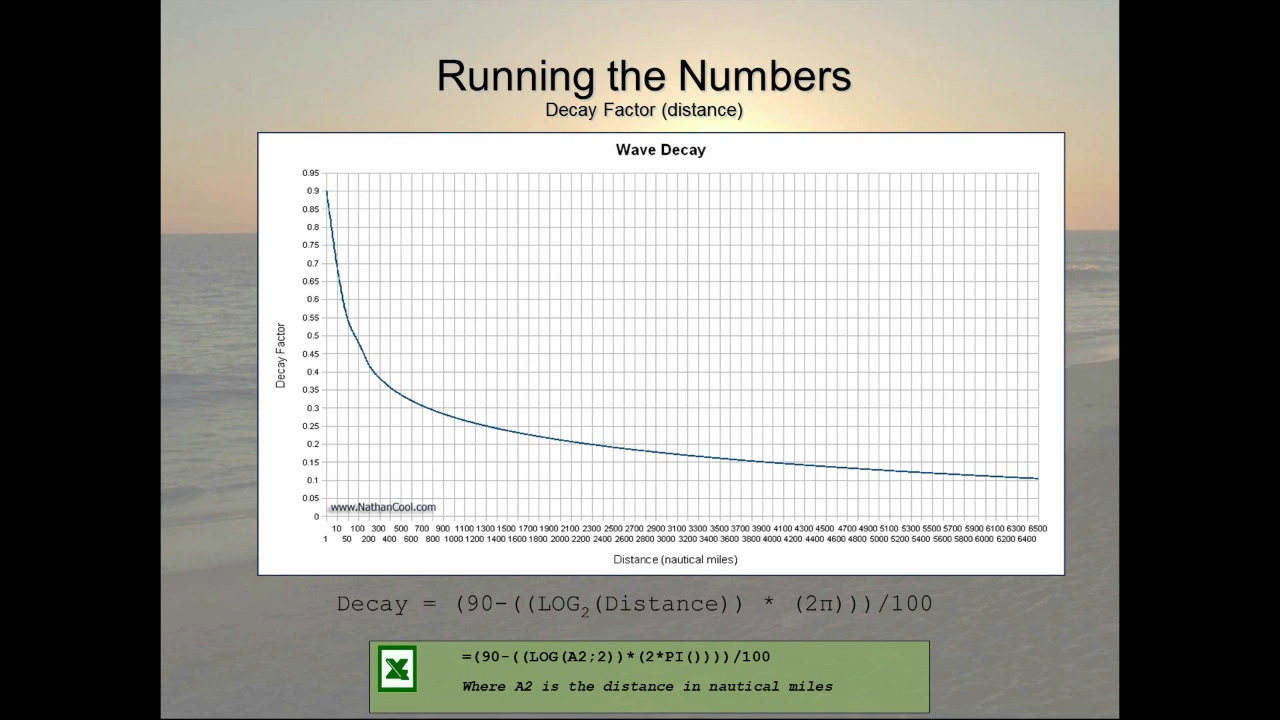 Running the Numbers
Decay Factor (distance)
Wave Decay
0.95
0.9
0.85
0.8
0.75
0.7
0.65
0.6
0.55
0.5
0.45
0.4
0.35
0.3
0.25
0.2
0.15
0.1
0.05
0
Decay Factor
www.NathanCool.com
10 100 300 500 700 900 1100 1300 1500 1700 1900 2100 2300 2500 2700 2900 3100 3300 3500 3700 3900 4100 4300 4500 4700 4900 5100 5300 5500 5700 5900 6100 6300 6500
1 50 200 400 600 800 1000 1200 1400 1600 1800 2000 2200 2400 2600 2800 3000 3200 3400 3600 3800 4000 4200 4400 4600 4800 5000 5200 5400 5600 5800 6000 6200 6400
Distance (nautical miles)
Decay = (90-((LOG₂(Distance)) * (2π)))/100
=(90-((LOG(A2;2))*(2*PI())))/100
Where A2 is the distance in nautical miles